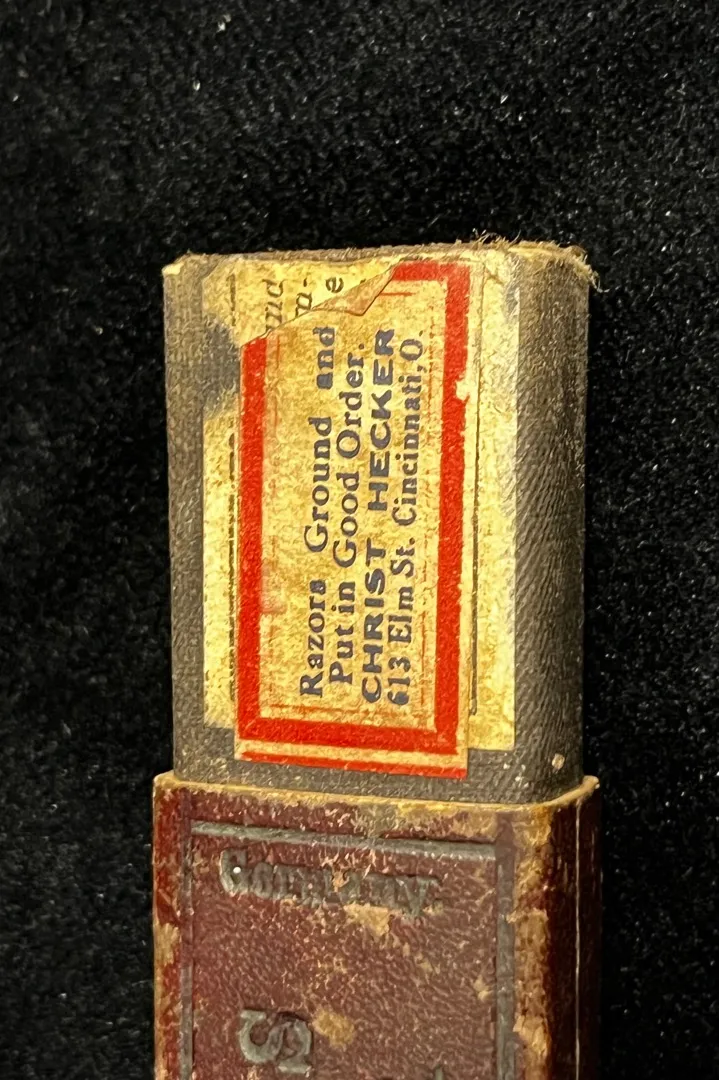 Razors Ground and
Put in Good Order.
CHRIST HECKER
613 Elm St. Cincinnati, O.
Germany.
S